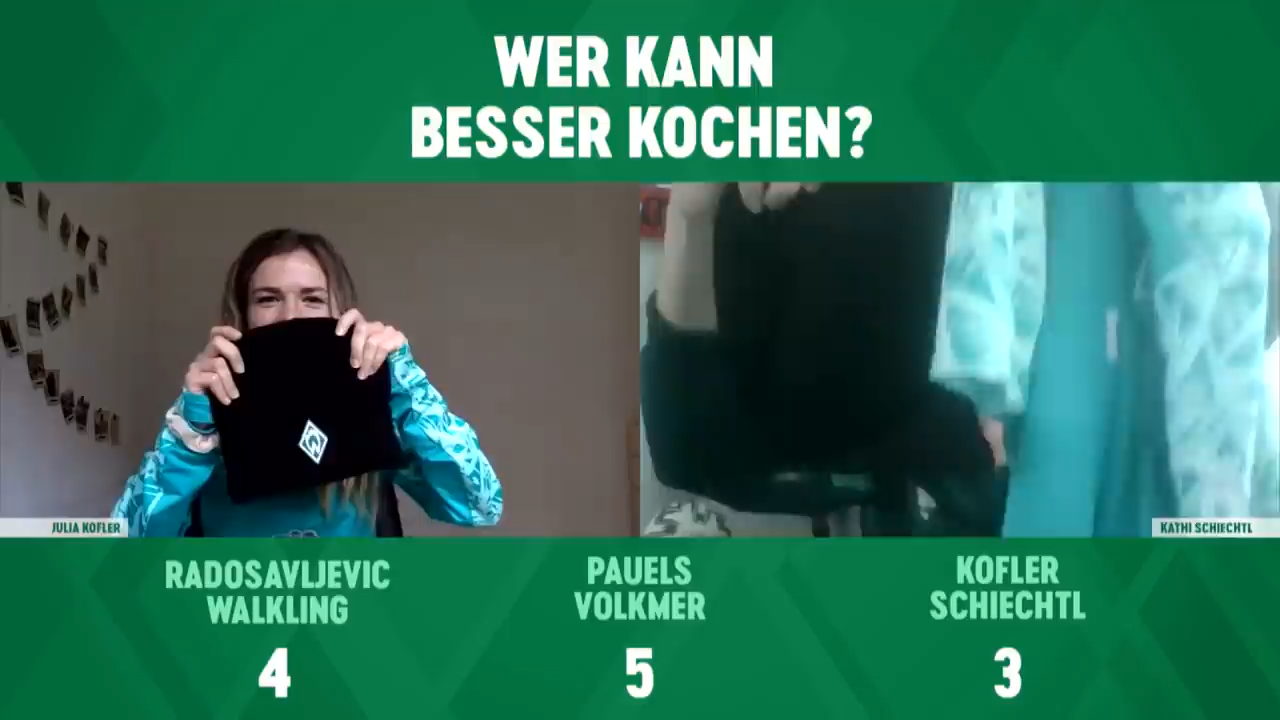 WER KANN
BESSER KOCHEN?
JULIA KOFLER
KATHI SCHIECHTL
RADOSAVLJEVIC
WALKLING
4
PAUELS
VOLKMER
5
KOFLER
SCHIECHTL
3